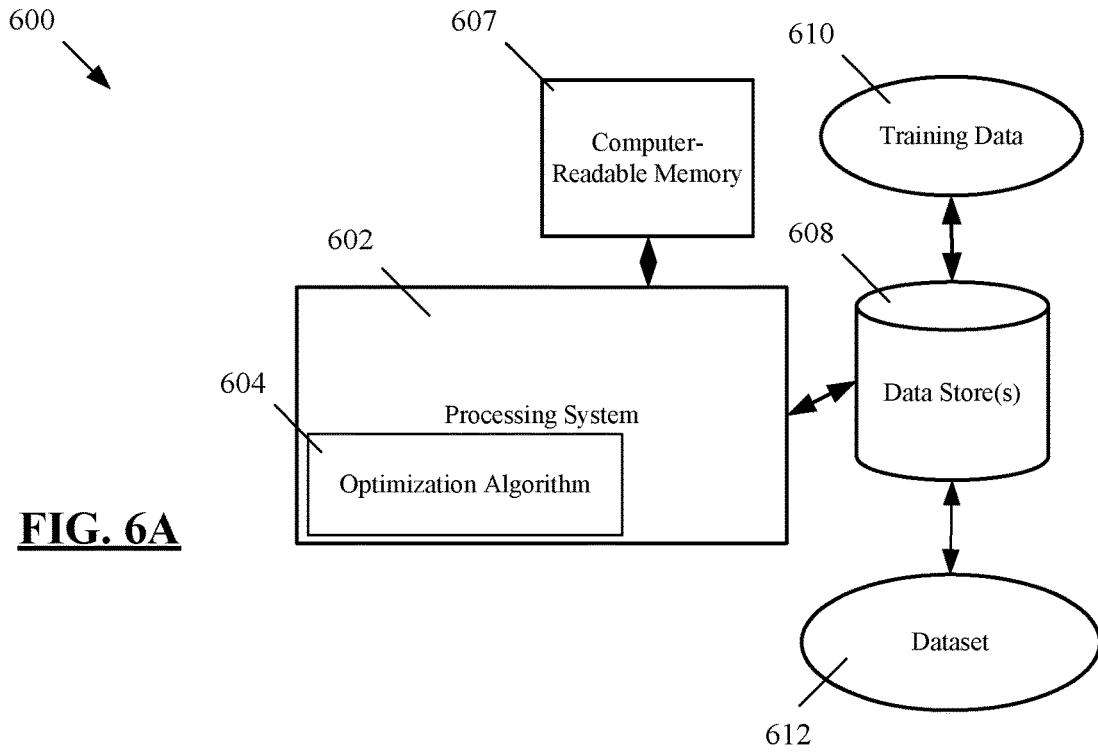 600
607
610
Computer-
Readable Memory
Training Data
602
608
604
Processing System
Data Store(s)
Optimization Algorithm
FIG. 6A
Dataset
612